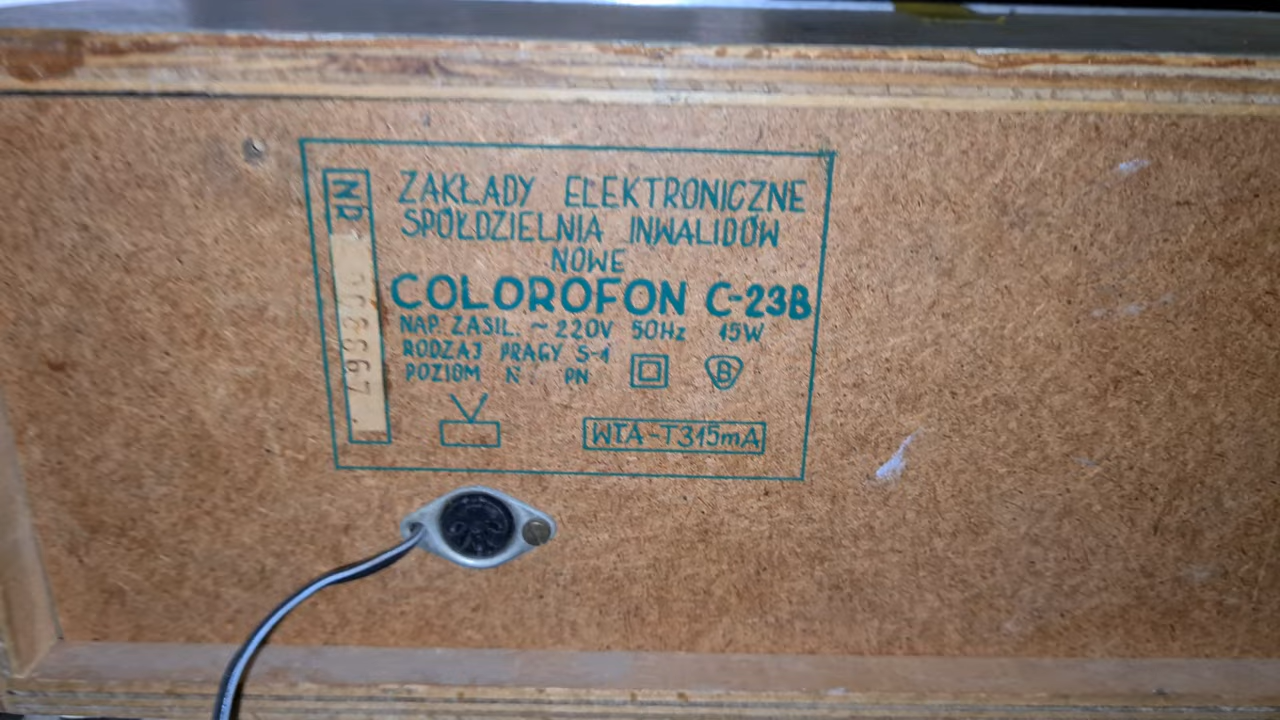 ZAKŁADY ELEKTRONICZNE
SPÓŁDZIELNIA INWALIDÓW
NOWE
COLOROFON C-23B
NAP. ZASIL. ~ 220V 50Hz 15W
RODZAJ PRACY S-1
POZIOM N PN
B
WTA-T315mA
NR